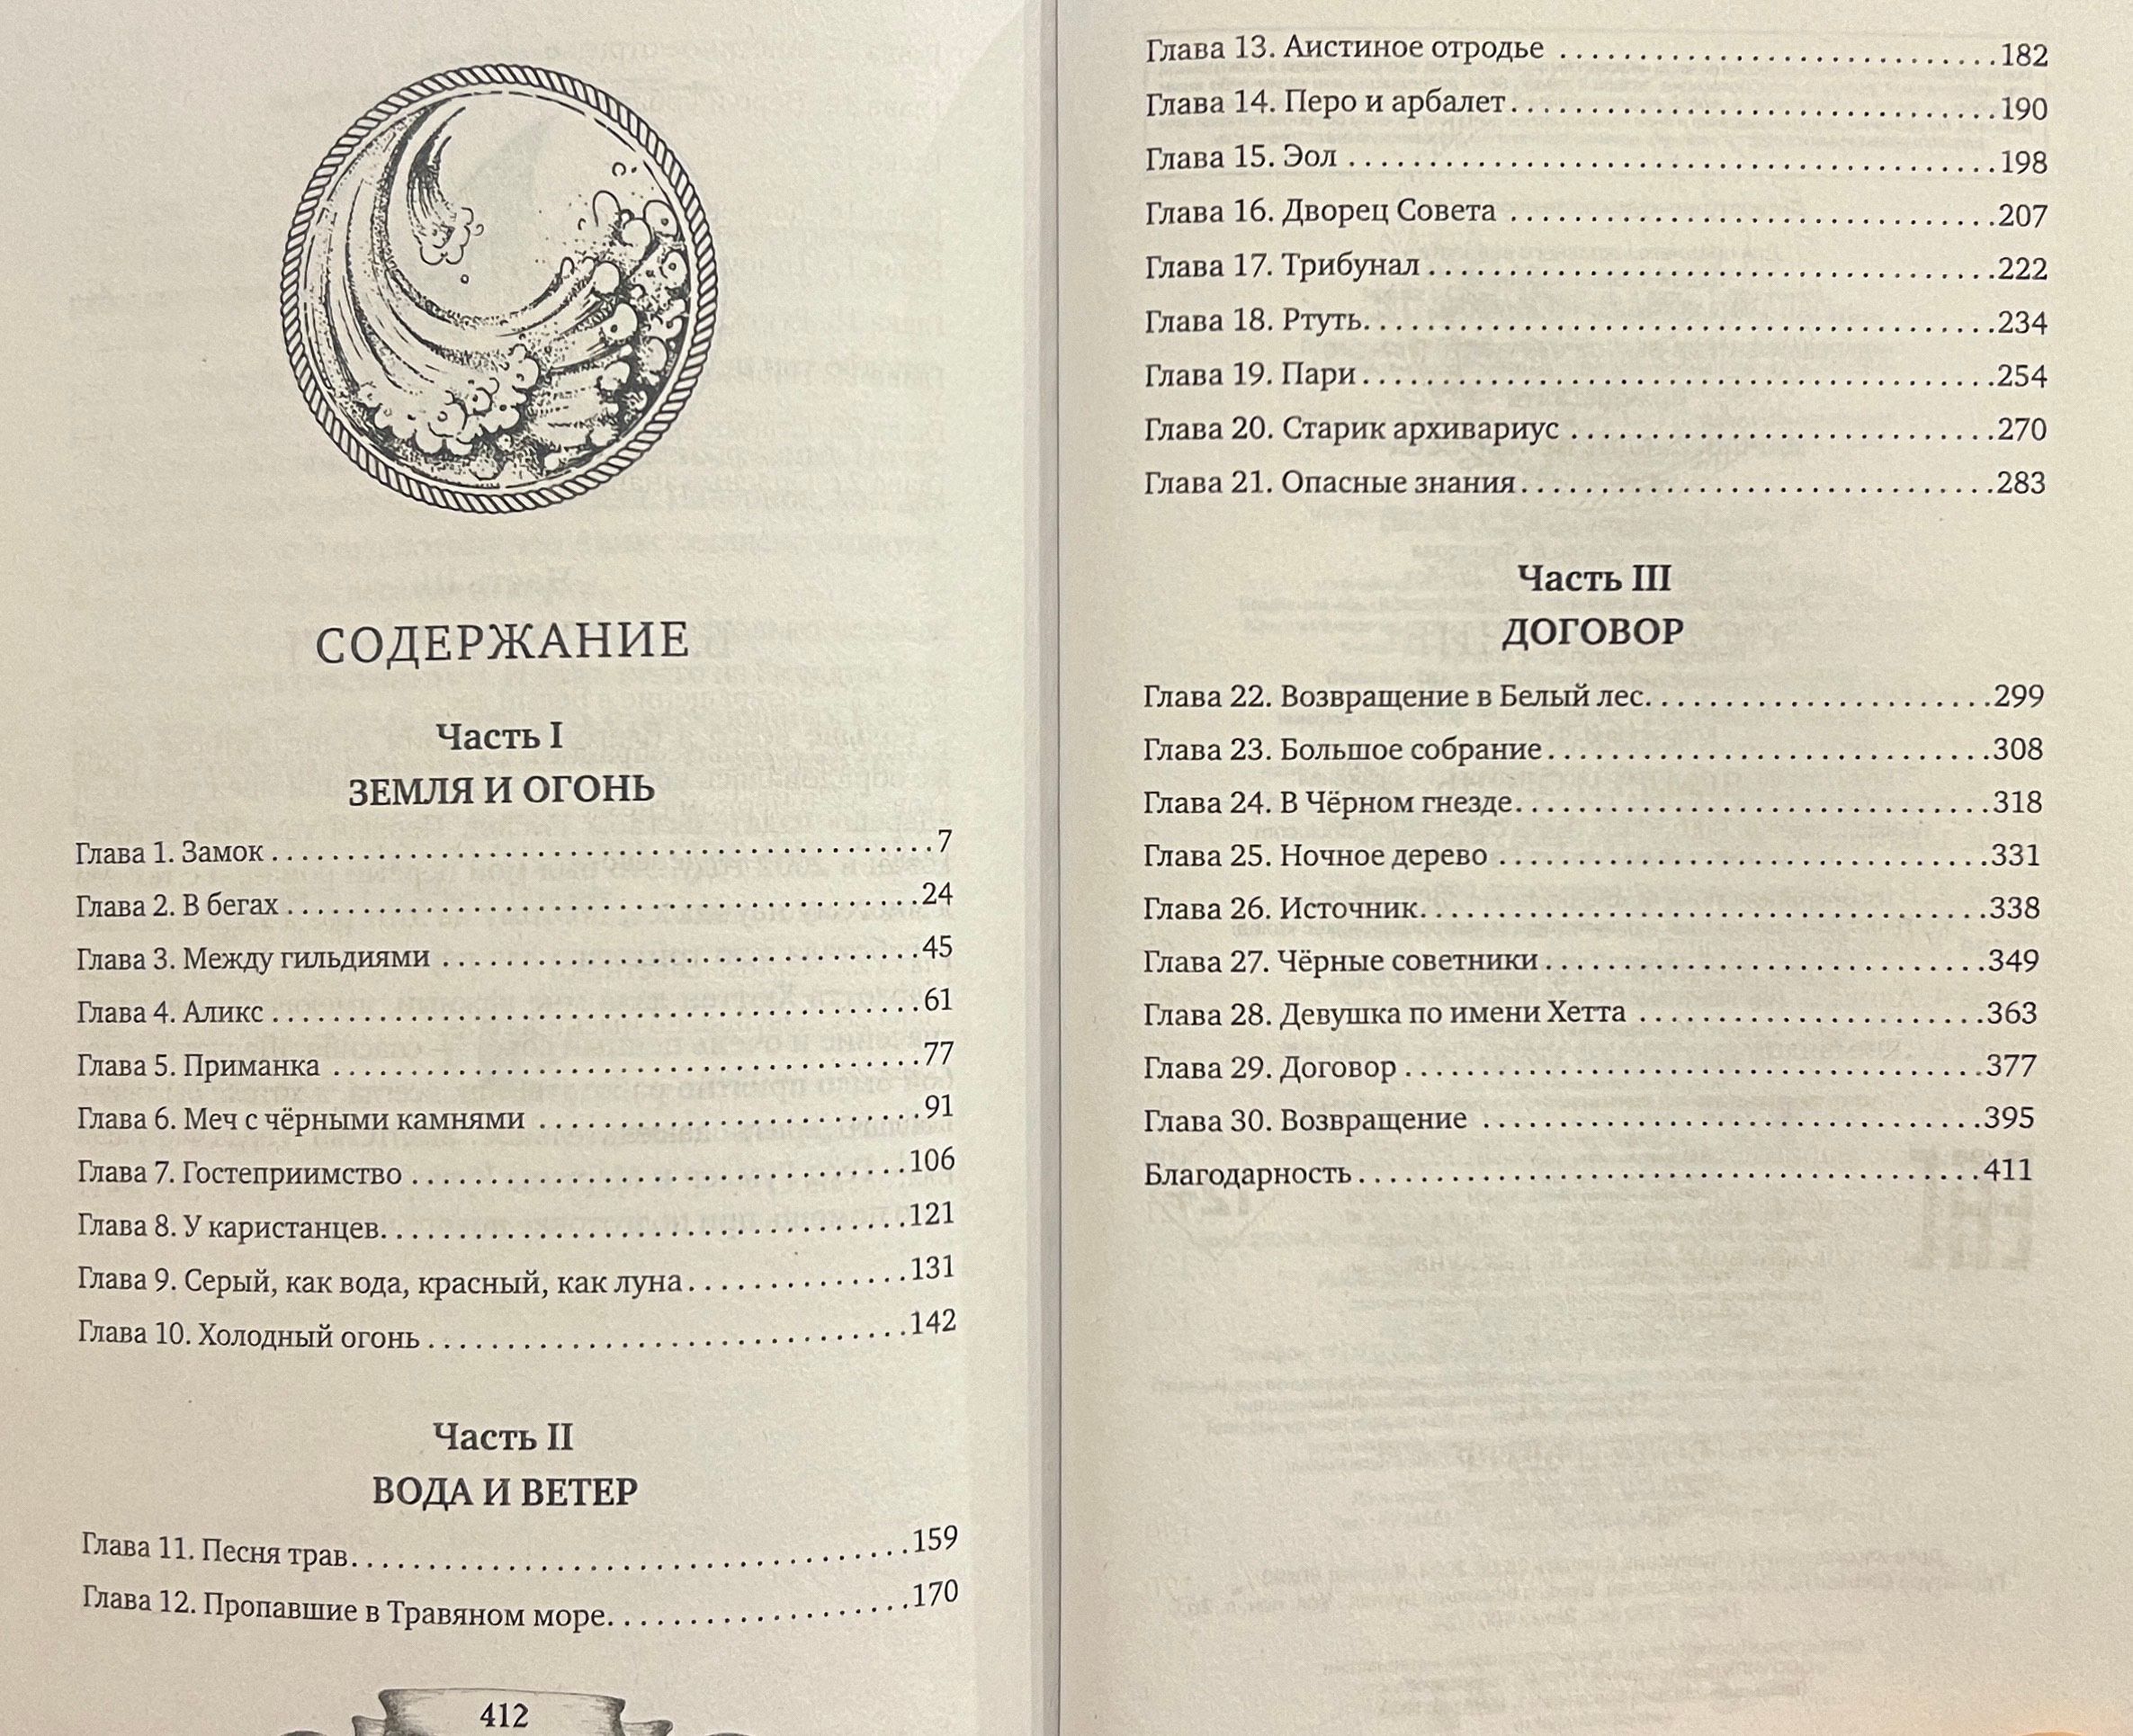 СОДЕРЖАНИЕ
Часть I
ЗЕМЛЯ И ОГОНЬ
Глава 1. Замок . . . . . . . . . . . . . . . . . . . . 7
Глава 2. В бегах . . . . . . . . . . . . . . . . . . . . 24
Глава 3. Между гильдиями . . . . . . . . . . . . . . . . . . . . 45
Глава 4. Аликс . . . . . . . . . . . . . . . . . . . . 61
Глава 5. Приманка . . . . . . . . . . . . . . . . . . . . 77
Глава 6. Меч с чёрными камнями . . . . . . . . . . . . . . . . . . . . 91
Глава 7. Гостеприимство . . . . . . . . . . . . . . . . . . . . 106
Глава 8. У каристанцев. . . . . . . . . . . . . . . . . . . . 121
Глава 9. Серый, как вода, красный, как луна. . . . . . . . . . . . 131
Глава 10. Холодный огонь . . . . . . . . . . . . . . . . . . . . 142
Часть II
ВОДА И ВЕТЕР
Глава 11. Песня трав. . . . . . . . . . . . . . . . . . . . 159
Глава 12. Пропавшие в Травяном море. . . . . . . . . . . . . . . 170
412
Глава 13. Аистиное отродье . . . . . . . . . . . . . . . . . . . . 182
Глава 14. Перо и арбалет. . . . . . . . . . . . . . . . . . . . 190
Глава 15. Эол . . . . . . . . . . . . . . . . . . . . 198
Глава 16. Дворец Совета . . . . . . . . . . . . . . . . . . . . 207
Глава 17. Трибунал . . . . . . . . . . . . . . . . . . . . 222
Глава 18. Ртуть. . . . . . . . . . . . . . . . . . . . 234
Глава 19. Пари . . . . . . . . . . . . . . . . . . . . 254
Глава 20. Старик архивариус . . . . . . . . . . . . . . . . . . . . 270
Глава 21. Опасные знания. . . . . . . . . . . . . . . . . . . . 283
Часть III
ДОГОВОР
Глава 22. Возвращение в Белый лес. . . . . . . . . . . . . . . . 299
Глава 23. Большое собрание . . . . . . . . . . . . . . . . . . . . 308
Глава 24. В Чёрном гнезде. . . . . . . . . . . . . . . . . . . . 318
Глава 25. Ночное дерево . . . . . . . . . . . . . . . . . . . . 331
Глава 26. Источник. . . . . . . . . . . . . . . . . . . . 338
Глава 27. Чёрные советники . . . . . . . . . . . . . . . . . . . . 349
Глава 28. Девушка по имени Хетта . . . . . . . . . . . . . . . . 363
Глава 29. Договор . . . . . . . . . . . . . . . . . . . . 377
Глава 30. Возвращение . . . . . . . . . . . . . . . . . . . . 395
Благодарность . . . . . . . . . . . . . . . . . . . . 411